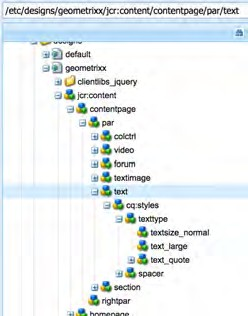 /etc/designs/geometrixx/jcr:content/contentpage/par/text
designs
default
geometrixx
clientlibs_jquery
jcr:content
contentpage
par
colctrl
video
forum
textimage
text
cq:styles
texttype
textsize_normal
text_large
text_quote
spacer
section
rightpar
homepage